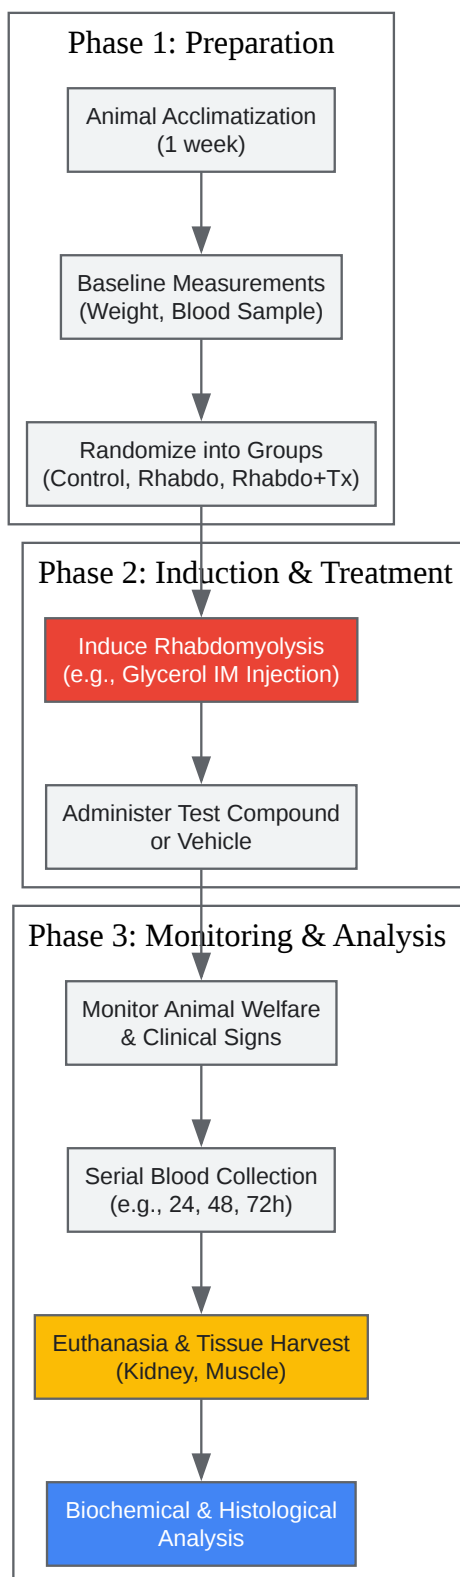 Phase 1: Preparation
Animal Acclimatization
(1 week)
Baseline Measurements
(Weight, Blood Sample)
Randomize into Groups
(Control, Rhabdo, Rhabdo+Tx)
Phase 2: Induction & Treatment
Induce Rhabdomyolysis
(e.g., Glycerol IM Injection)
Administer Test Compound
or Vehicle
Phase 3: Monitoring & Analysis
Monitor Animal Welfare
& Clinical Signs
Serial Blood Collection
(e.g., 24, 48, 72h)
Euthanasia & Tissue Harvest
(Kidney, Muscle)
Biochemical & Histological
Analysis